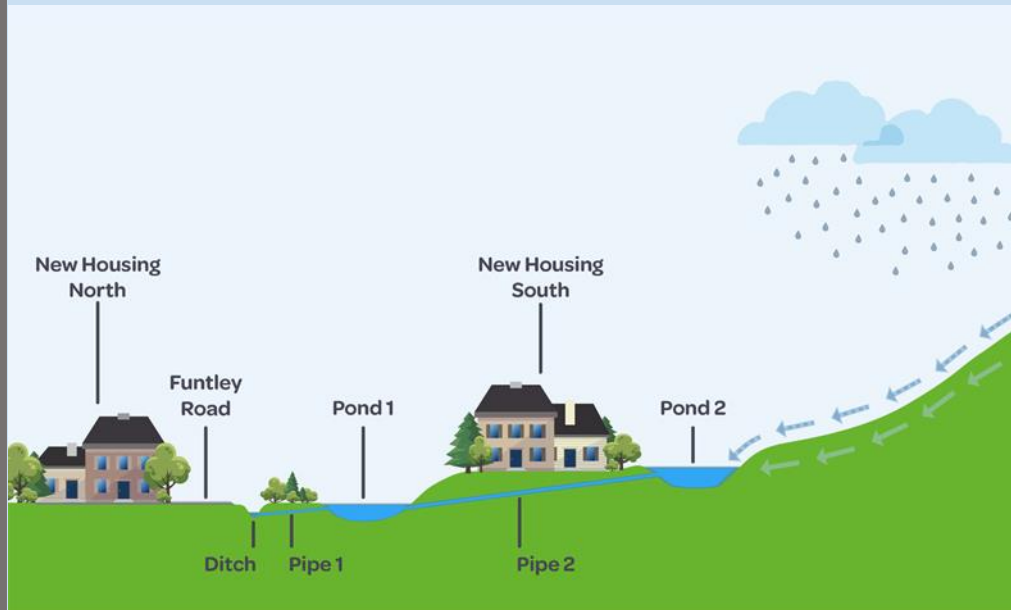 New Housing
North
New Housing
South
Funtley
Road
Pond 1
Pond 2
Ditch
Pipe 1
Pipe 2